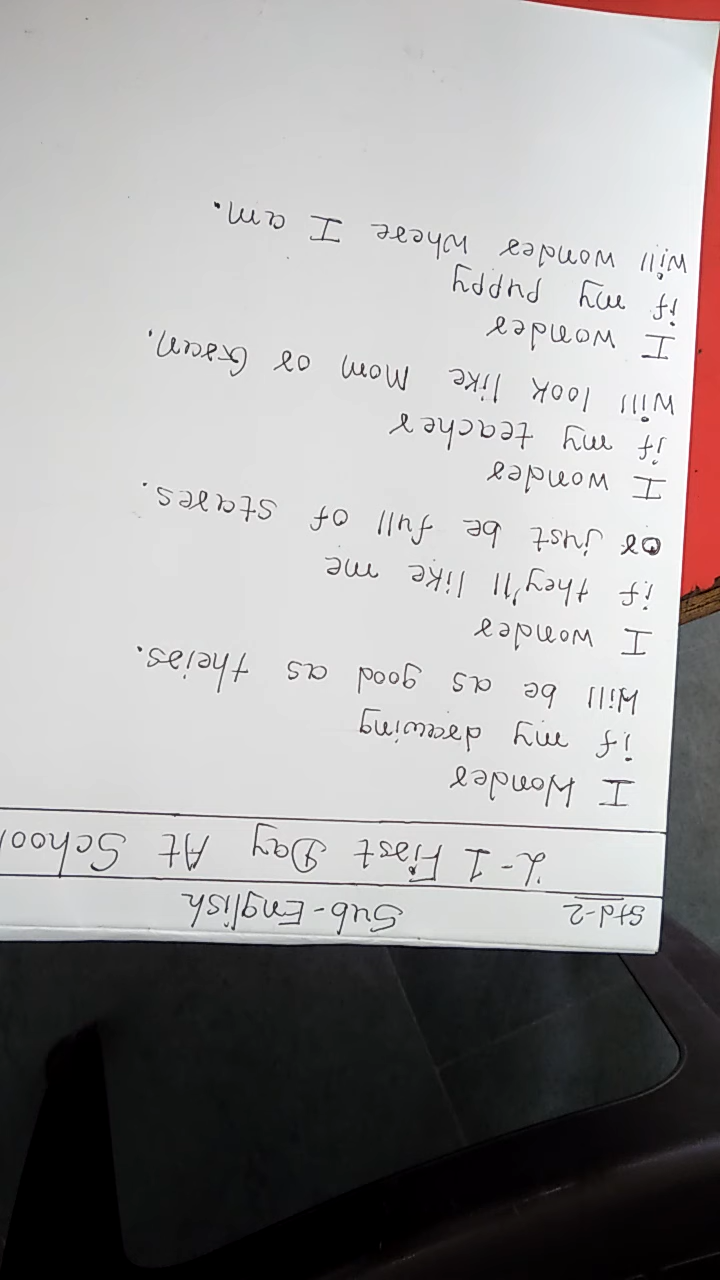 Std-2 Sub-English
L-1 First Day At School
I Wonder
if my drawing
Will be as good as theirs.
I wonder
if they'll like me
or just be full of stares.
I wonder
if my teacher
will look like Mom or Gram.
I wonder
if my puppy
will wonder where I am.